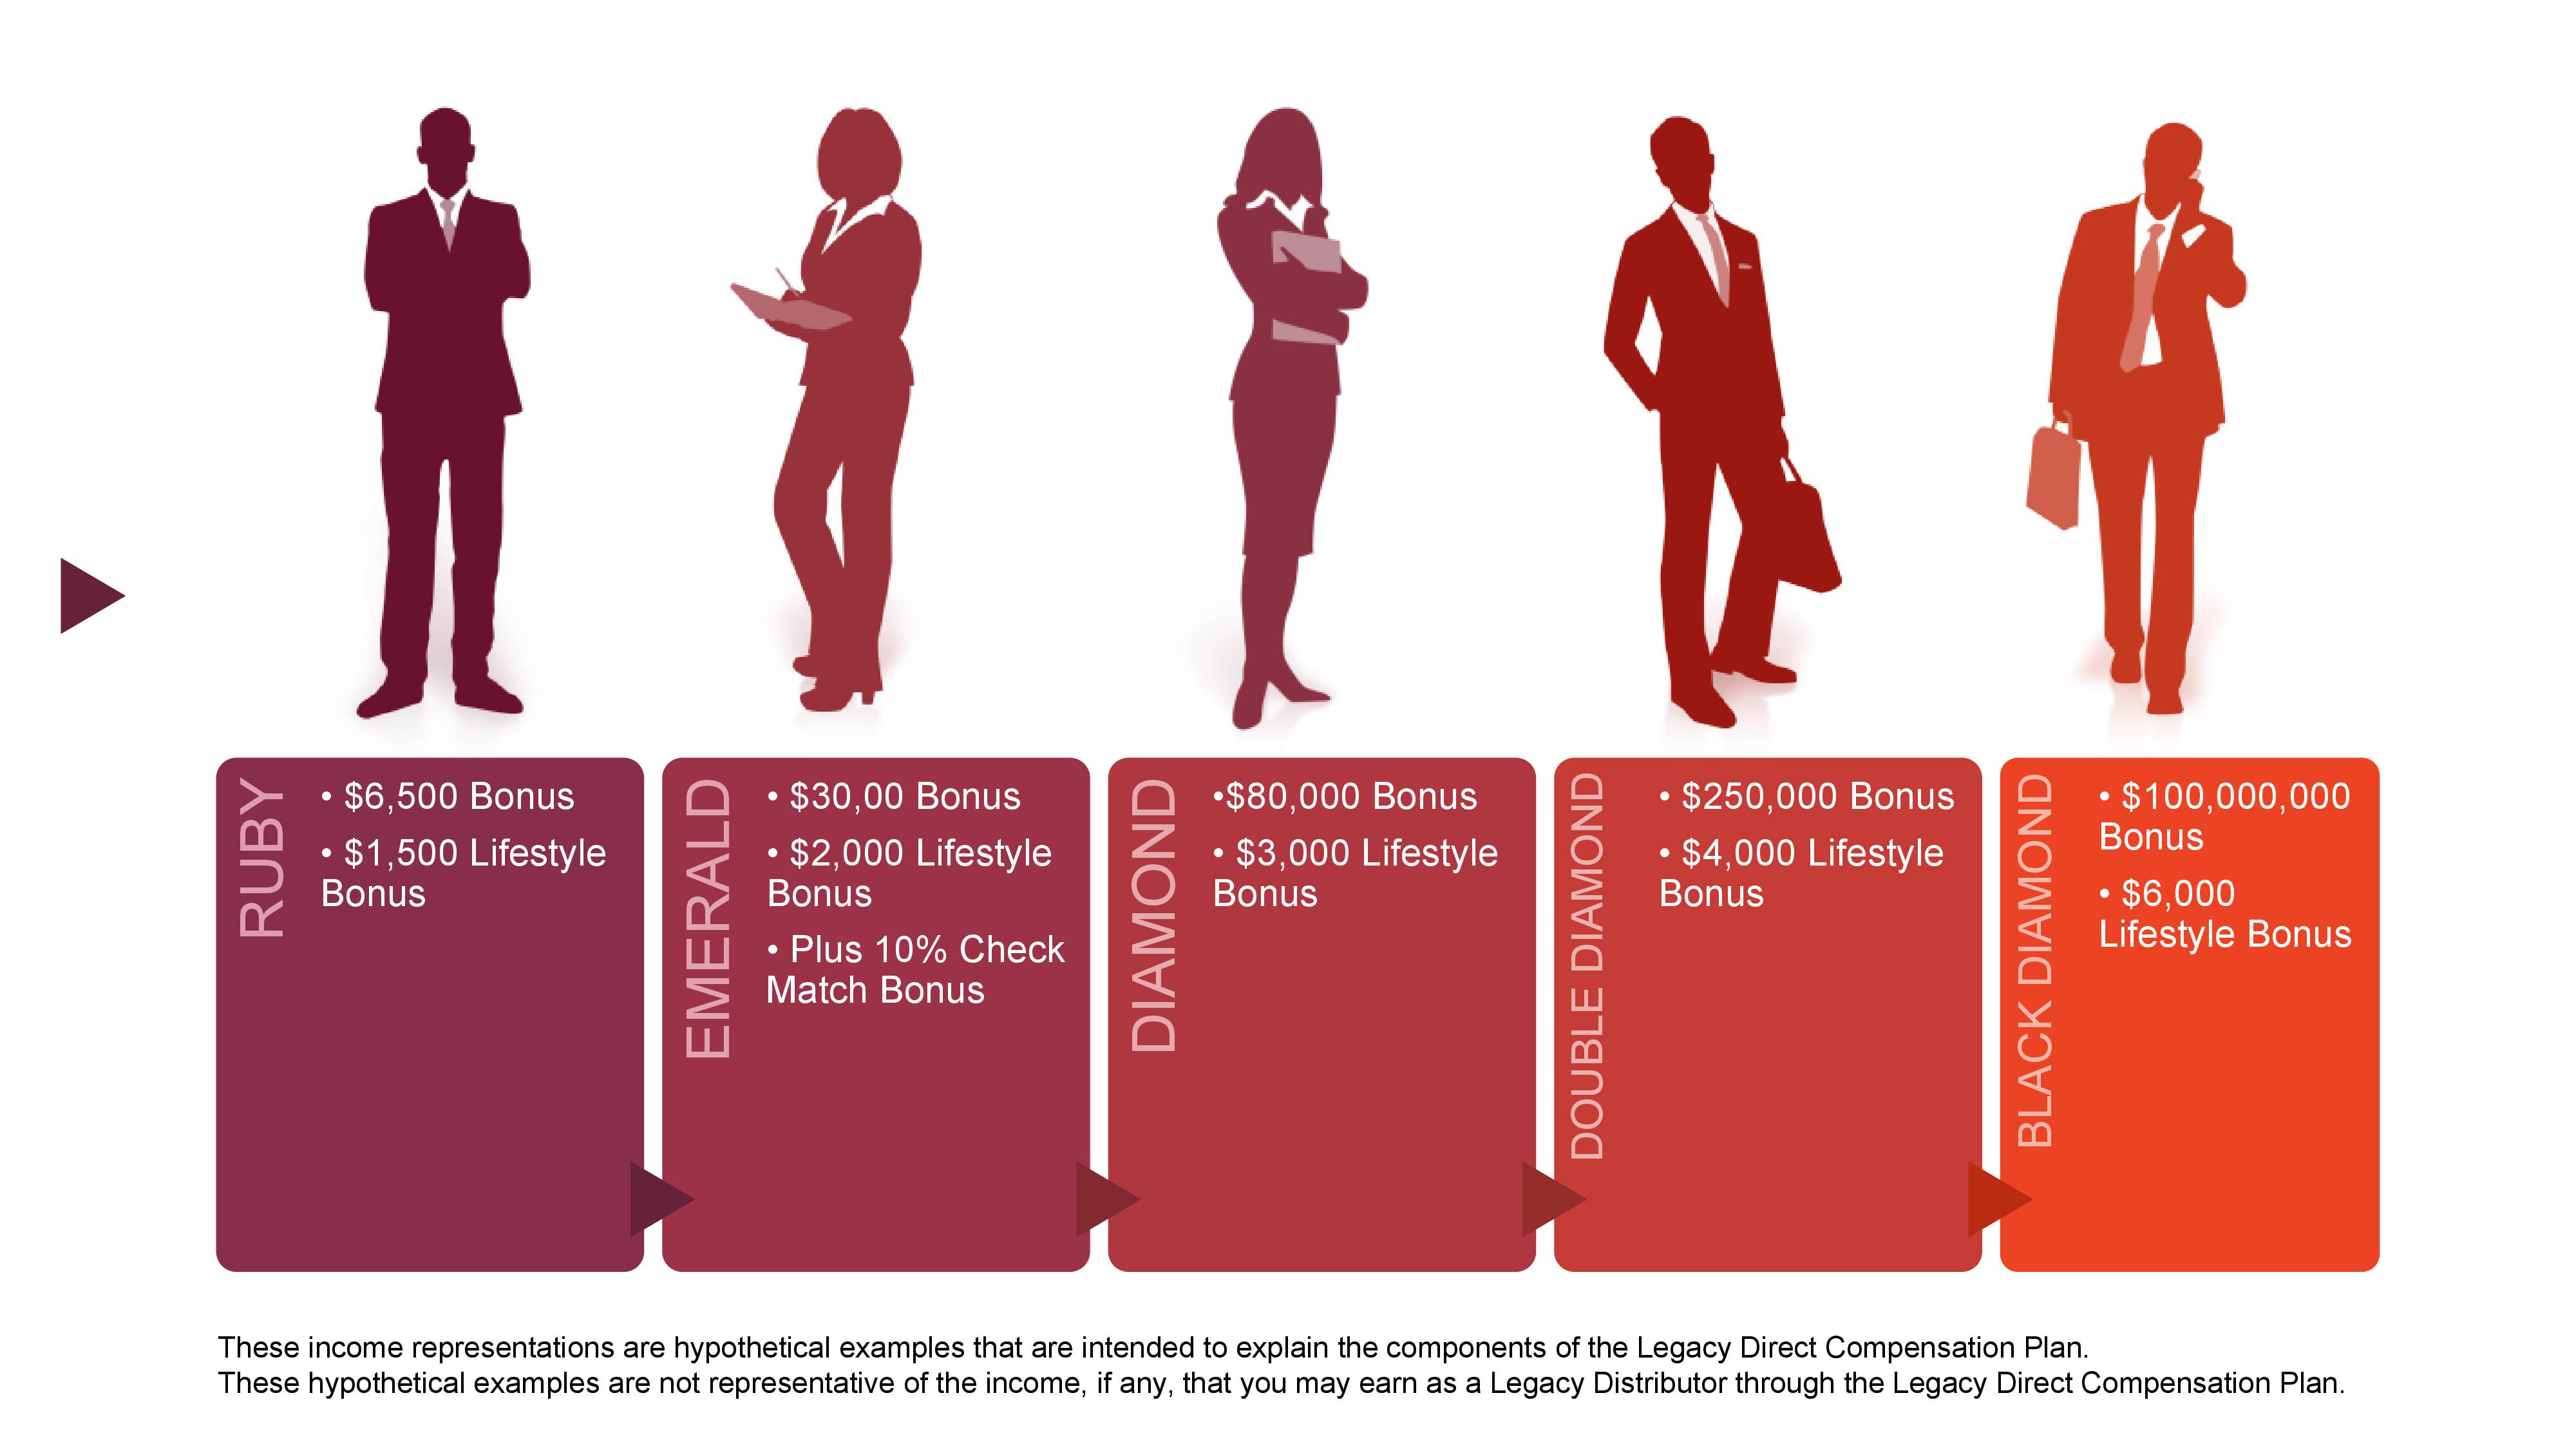 RUBY
• $6,500 Bonus
• $1,500 Lifestyle
Bonus
EMERALD
• $30,00 Bonus
• $2,000 Lifestyle
Bonus
• Plus 10% Check
Match Bonus
DIAMOND
•$80,000 Bonus
• $3,000 Lifestyle
Bonus
DOUBLE DIAMOND
• $250,000 Bonus
• $4,000 Lifestyle
Bonus
BLACK DIAMOND
• $100,000,000
Bonus
• $6,000
Lifestyle Bonus
These income representations are hypothetical examples that are intended to explain the components of the Legacy Direct Compensation Plan.
These hypothetical examples are not representative of the income, if any, that you may earn as a Legacy Distributor through the Legacy Direct Compensation Plan.